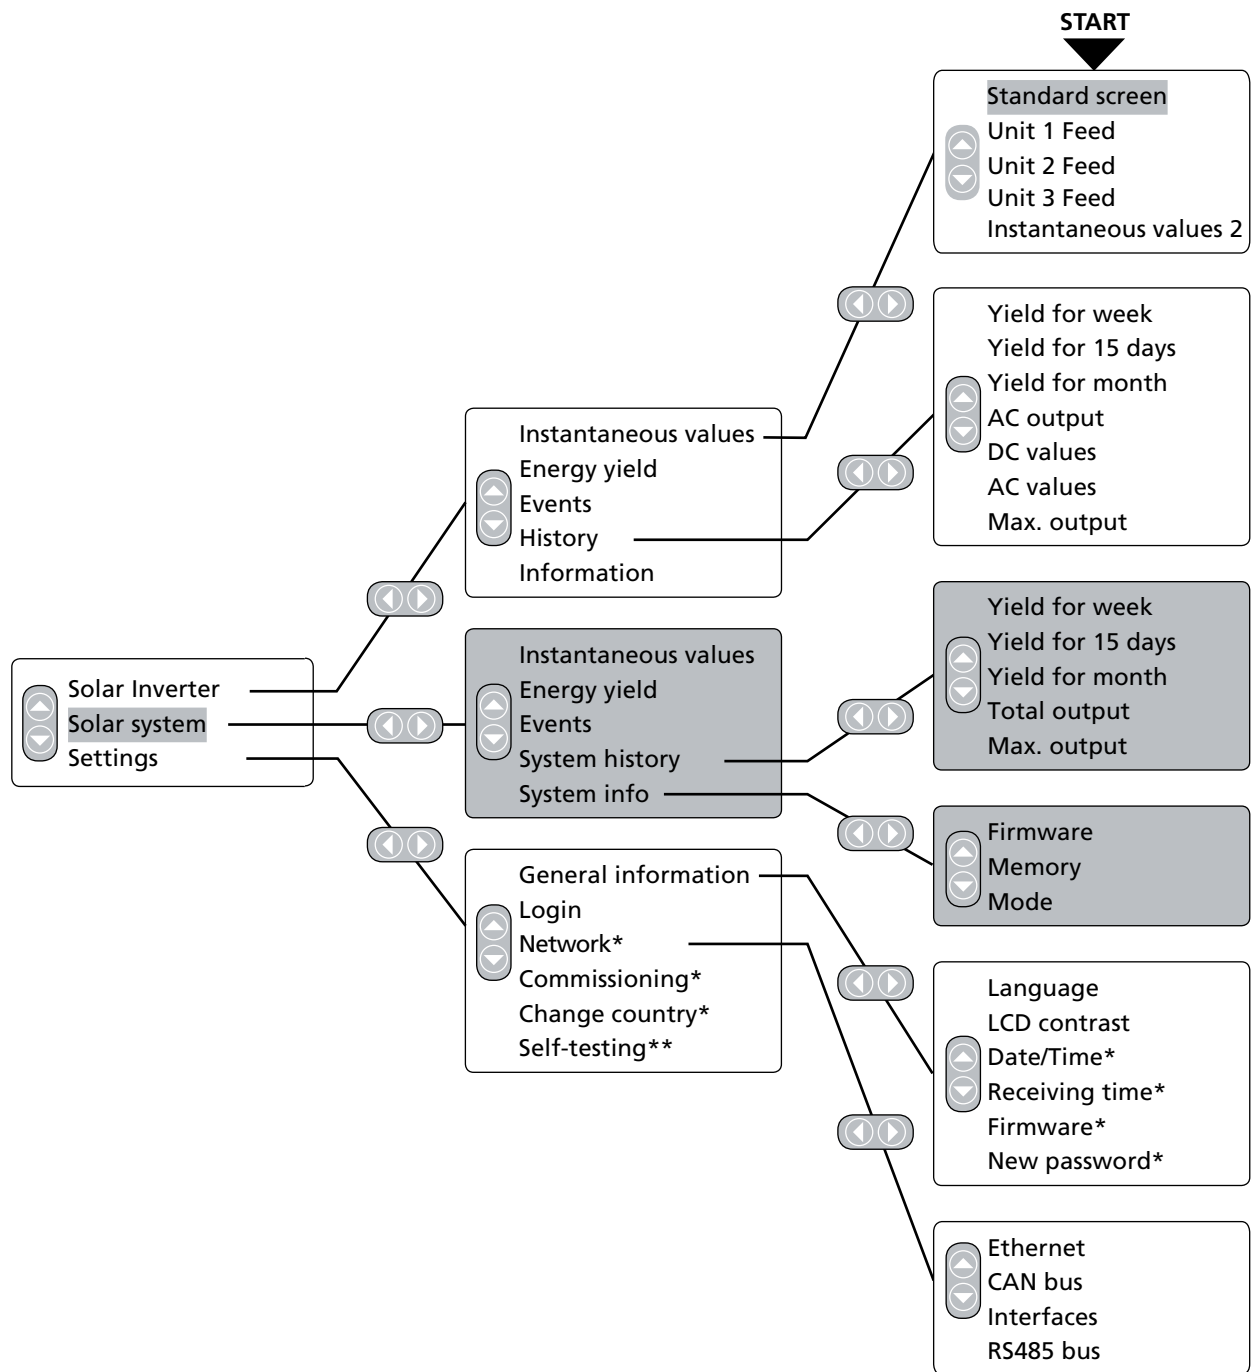 START
Standard screen
Unit 1 Feed
Unit 2 Feed
Unit 3 Feed
Instantaneous values 2
Yield for week
Yield for 15 days
Yield for month
AC output
DC values
AC values
Max. output
Instantaneous values
Energy yield
Events
History
Information
Solar Inverter
Solar system
Settings
Instantaneous values
Energy yield
Events
System history
System info
Yield for week
Yield for 15 days
Yield for month
Total output
Max. output
Firmware
Memory
Mode
General information
Login
Network*
Commissioning*
Change country*
Self-testing**
Language
LCD contrast
Date/Time*
Receiving time*
Firmware*
New password*
Ethernet
CAN bus
Interfaces
RS485 bus